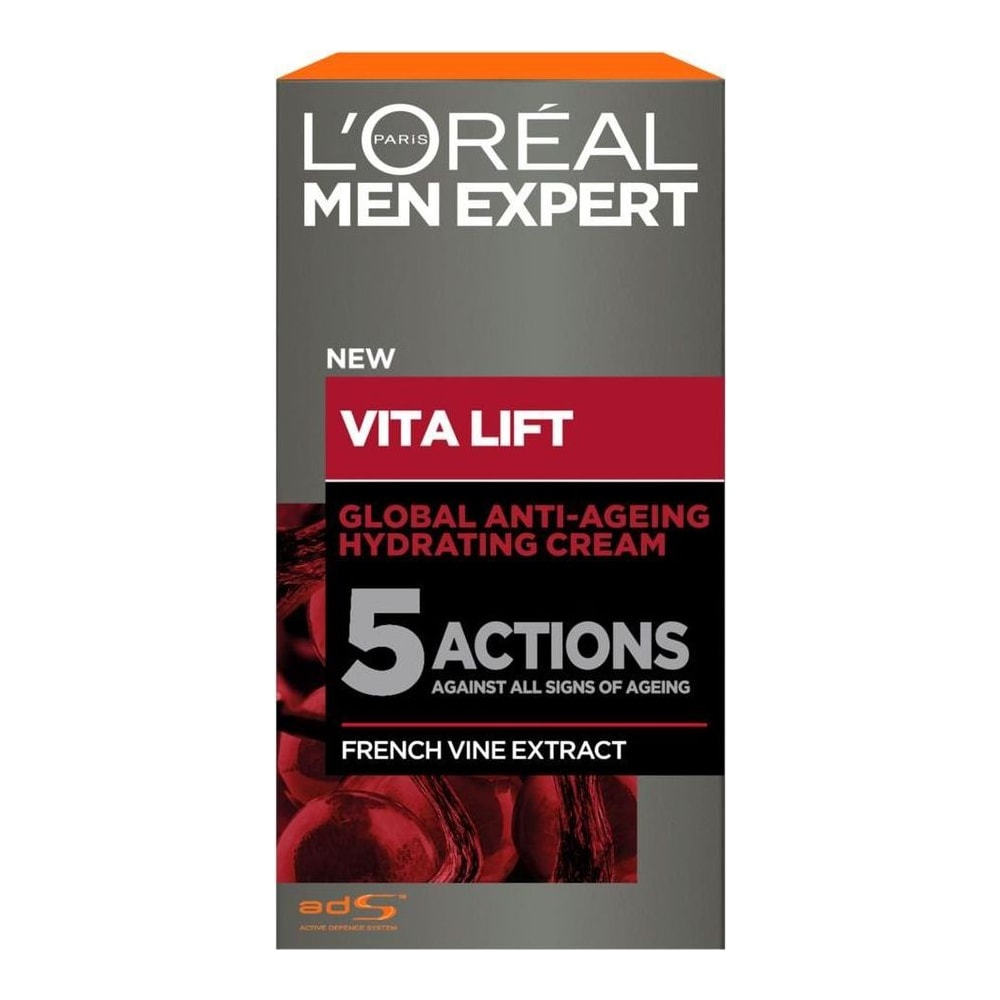 L'ORÉAL
PARiS
MEN EXPERT
NEW
VITA LIFT
GLOBAL ANTI-AGEING
HYDRATING CREAM
5 ACTIONS
AGAINST ALL SIGNS OF AGEING
FRENCH VINE EXTRACT
adS™
ACTIVE DEFENCE SYSTEM